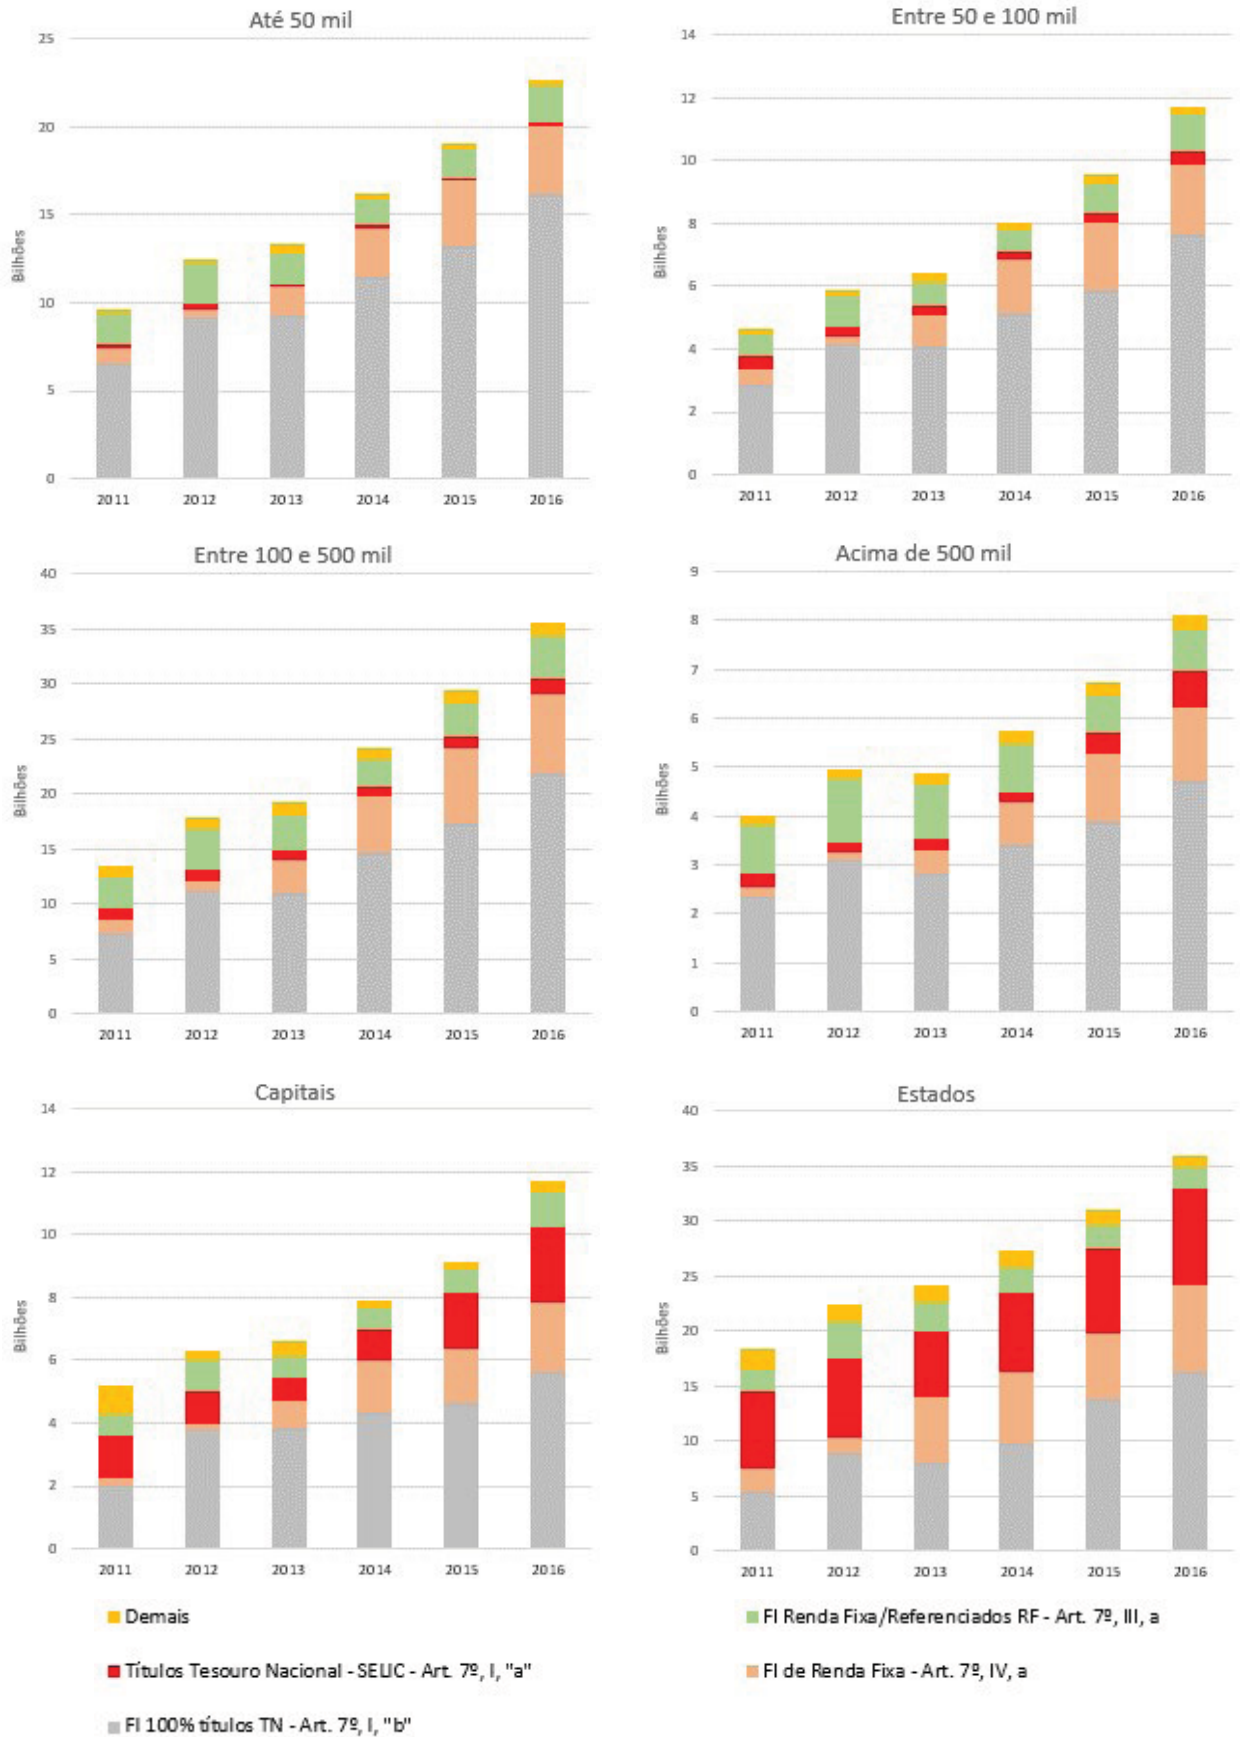 Até 50 mil
25
20
15
10
5
0
Bilhões
2011 2012 2013 2014 2015 2016
Entre 50 e 100 mil
14
12
10
8
6
4
2
0
Bilhões
2011 2012 2013 2014 2015 2016
Entre 100 e 500 mil
40
35
30
25
20
15
10
5
0
Bilhões
2011 2012 2013 2014 2015 2016
Acima de 500 mil
9
8
7
6
5
4
3
2
1
0
Bilhões
2011 2012 2013 2014 2015 2016
Capitais
14
12
10
8
6
4
2
0
Bilhões
2011 2012 2013 2014 2015 2016
Estados
40
35
30
25
20
15
10
5
0
Bilhões
2011 2012 2013 2014 2015 2016
Demais
FI Renda Fixa/Referenciados RF - Art. 7º, III, a
Títulos Tesouro Nacional - SELIC - Art. 7º, I, "a"
FI de Renda Fixa - Art. 7º, IV, a
FI 100% títulos TN - Art. 7º, I, "b"